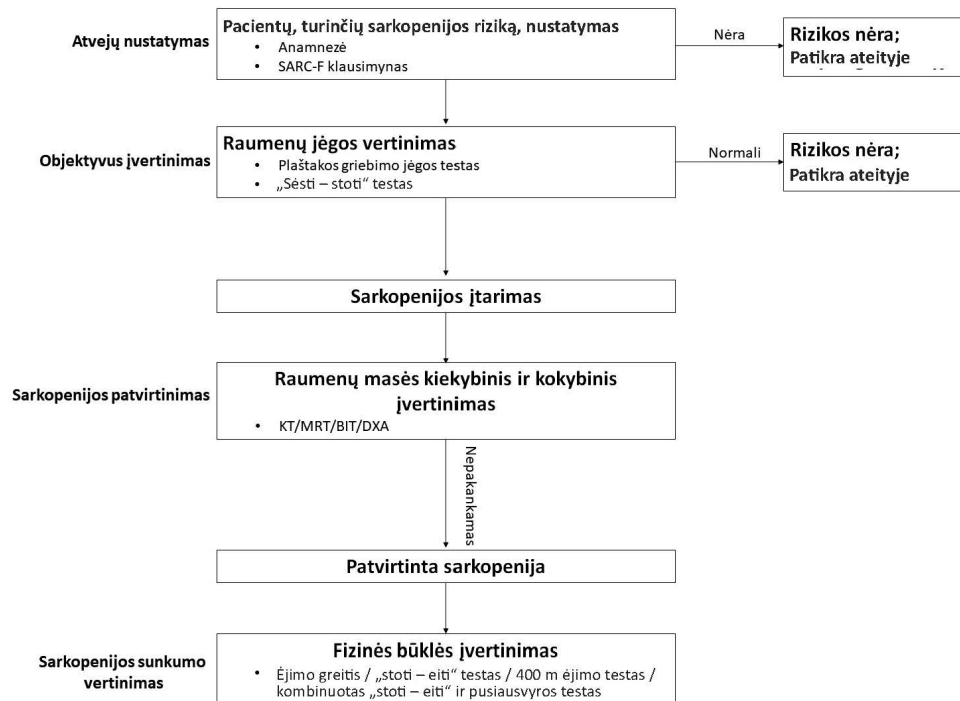 Atvejų nustatymas
Pacientų, turinčių sarkopenijos riziką, nustatymas
• Anamnezė
• SARC-F klausimynas
Nėra
Rizikos nėra;
Patikra ateityje
Objektyvus įvertinimas
Raumenų jėgos vertinimas
• Plaštakos griebimo jėgos testas
• „Sėsti – stoti“ testas
Normali
Rizikos nėra;
Patikra ateityje
Sarkopenijos įtarimas
Sarkopenijos patvirtinimas
Raumenų masės kiekybinis ir kokybinis
įvertinimas
• KT/MRT/BIT/DXA
Nepakankamas
Patvirtinta sarkopenija
Sarkopenijos sunkumo
vertinimas
Fizinės būklės įvertinimas
• Ėjimo greitis / „stoti – eiti“ testas / 400 m ėjimo testas /
kombinuotas „stoti – eiti“ ir pusiausvyros testas